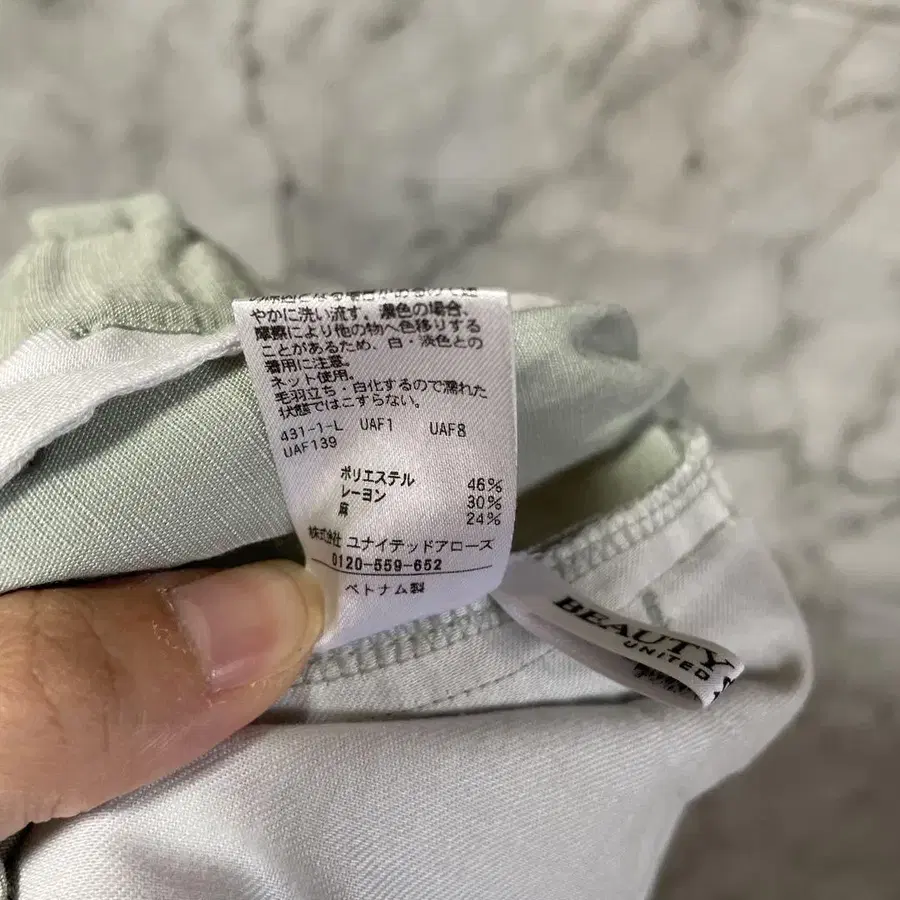 やかに洗い流す。濃色の場合、
摩擦により他の物へ色移りする
ことがあるため、白・淡色との
着用に注意。
ネット使用。
毛羽立ち・白化するので濡れた
状態ではこすらない。
431-1-L UAF1 UAF8
UAF139
ポリエステル 46%
レーヨン 30%
麻 24%
株式会社 ユナイテッドアローズ
0120-559-652
ベトナム製
BEAUTY
UNITED